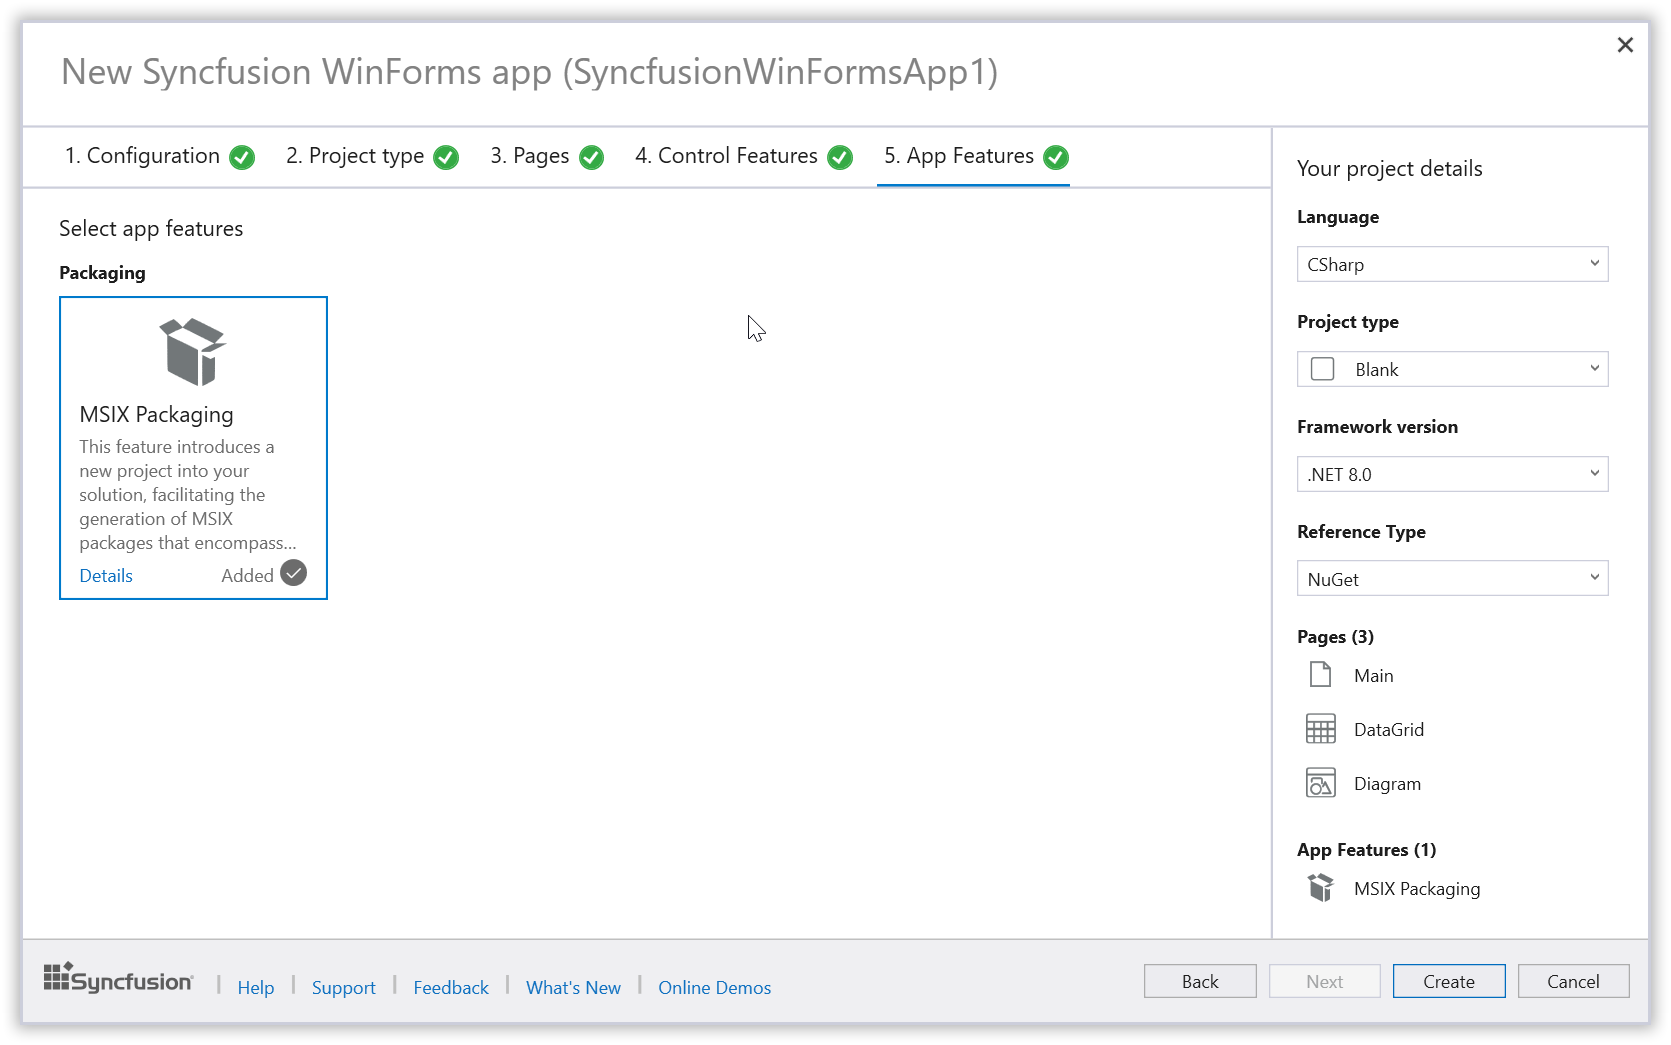 New Syncfusion WinForms app (SyncfusionWinFormsApp1)
1. Configuration
2. Project type
3. Pages
4. Control Features
5. App Features
Select app features
Packaging
MSIX Packaging
This feature introduces a
new project into your
solution, facilitating the
generation of MSIX
packages that encompass...
Details
Added
Your project details
Language
CSharp
Project type
Blank
Framework version
.NET 8.0
Reference Type
NuGet
Pages (3)
Main
DataGrid
Diagram
App Features (1)
MSIX Packaging
Syncfusion
Help
Support
Feedback
What's New
Online Demos
Back
Next
Create
Cancel